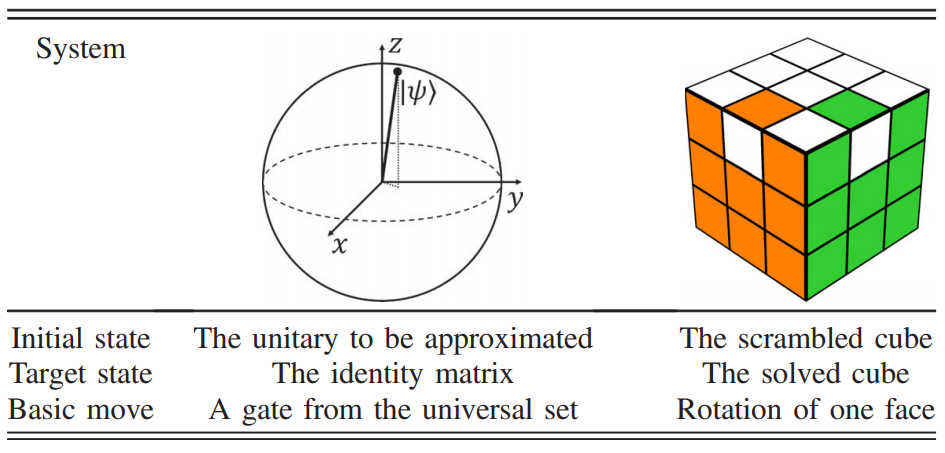 System
z
|ψ⟩
y
x
Initial state The unitary to be approximated The scrambled cube
Target state The identity matrix The solved cube
Basic move A gate from the universal set Rotation of one face